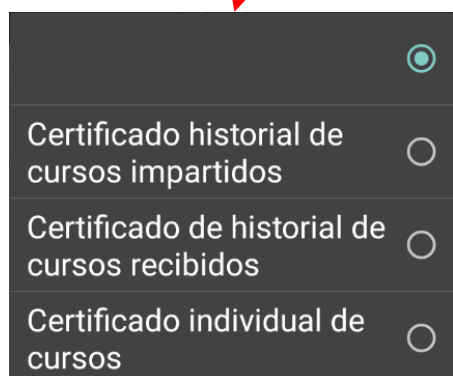 Certificado historial de
cursos impartidos
Certificado de historial de
cursos recibidos
Certificado individual de
cursos